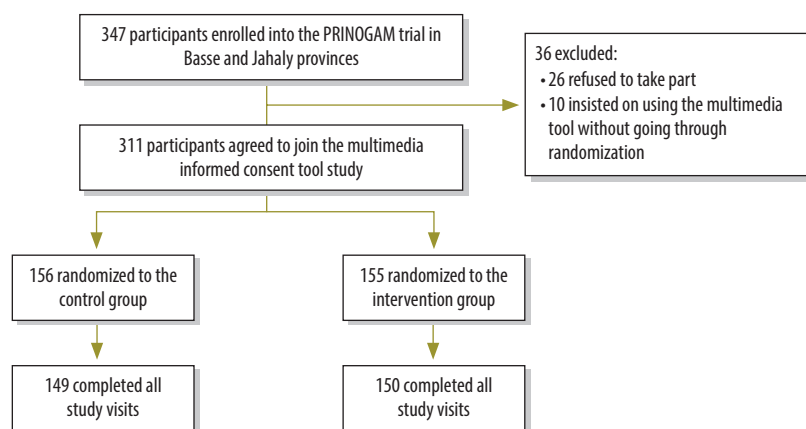 347 participants enrolled into the PRINOGAM trial in
Basse and Jahaly provinces
36 excluded:
• 26 refused to take part
• 10 insisted on using the multimedia
tool without going through
randomization
311 participants agreed to join the multimedia
informed consent tool study
156 randomized to the
control group
155 randomized to the
intervention group
149 completed all
study visits
150 completed all
study visits